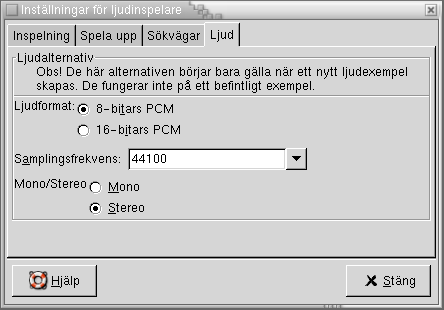 Inställningar för ljudinspelare
Inspelning Spela upp Sökvägar Ljud
Ljudalternativ
Obs! De här alternativen börjar bara gälla när ett nytt ljudexempel
skapas. De fungerar inte på ett befintligt exempel.
Ljudformat: 8-bitars PCM
16-bitars PCM
Samplingsfrekvens: 44100
Mono/Stereo Mono
Stereo
Hjälp Stäng